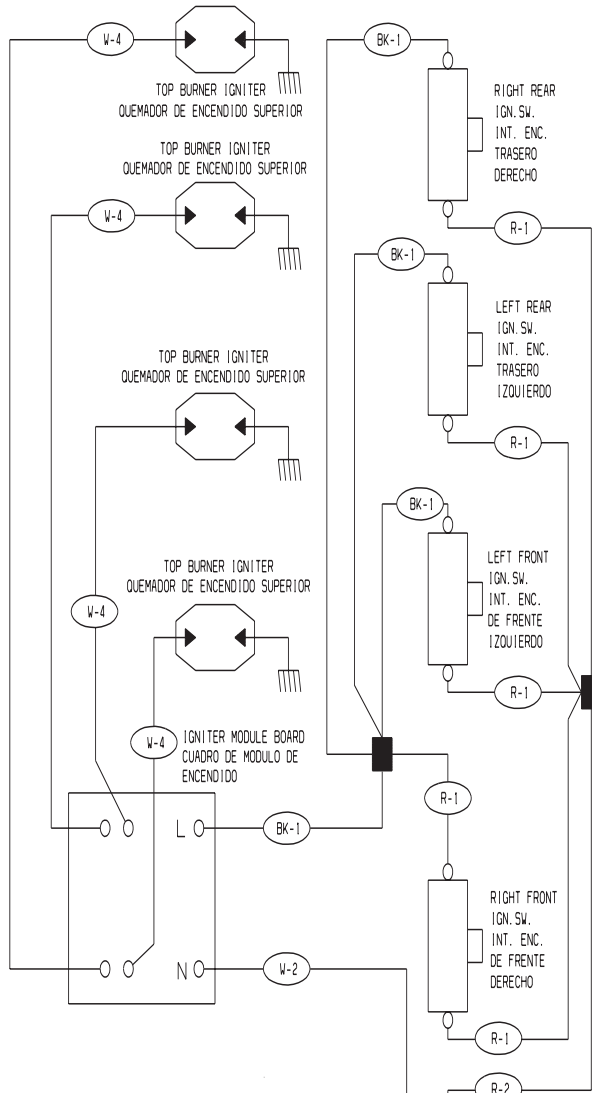 W-4
TOP BURNER IGNITER
QUEMADOR DE ENCENDIDO SUPERIOR
TOP BURNER IGNITER
QUEMADOR DE ENCENDIDO SUPERIOR
W-4
TOP BURNER IGNITER
QUEMADOR DE ENCENDIDO SUPERIOR
W-4
TOP BURNER IGNITER
QUEMADOR DE ENCENDIDO SUPERIOR
W-4
IGNITER MODULE BOARD
CUADRO DE MODULO DE
ENCENDIDO
L
BK-1
N
W-2
BK-1
RIGHT REAR
IGN.SW.
INT. ENC.
TRASERO
DERECHO
R-1
BK-1
LEFT REAR
IGN.SW.
INT. ENC.
TRASERO
IZQUIERDO
R-1
BK-1
LEFT FRONT
IGN.SW.
INT. ENC.
DE FRENTE
IZQUIERDO
R-1
R-1
RIGHT FRONT
IGN.SW.
INT. ENC.
DE FRENTE
DERECHO
R-1
R-2